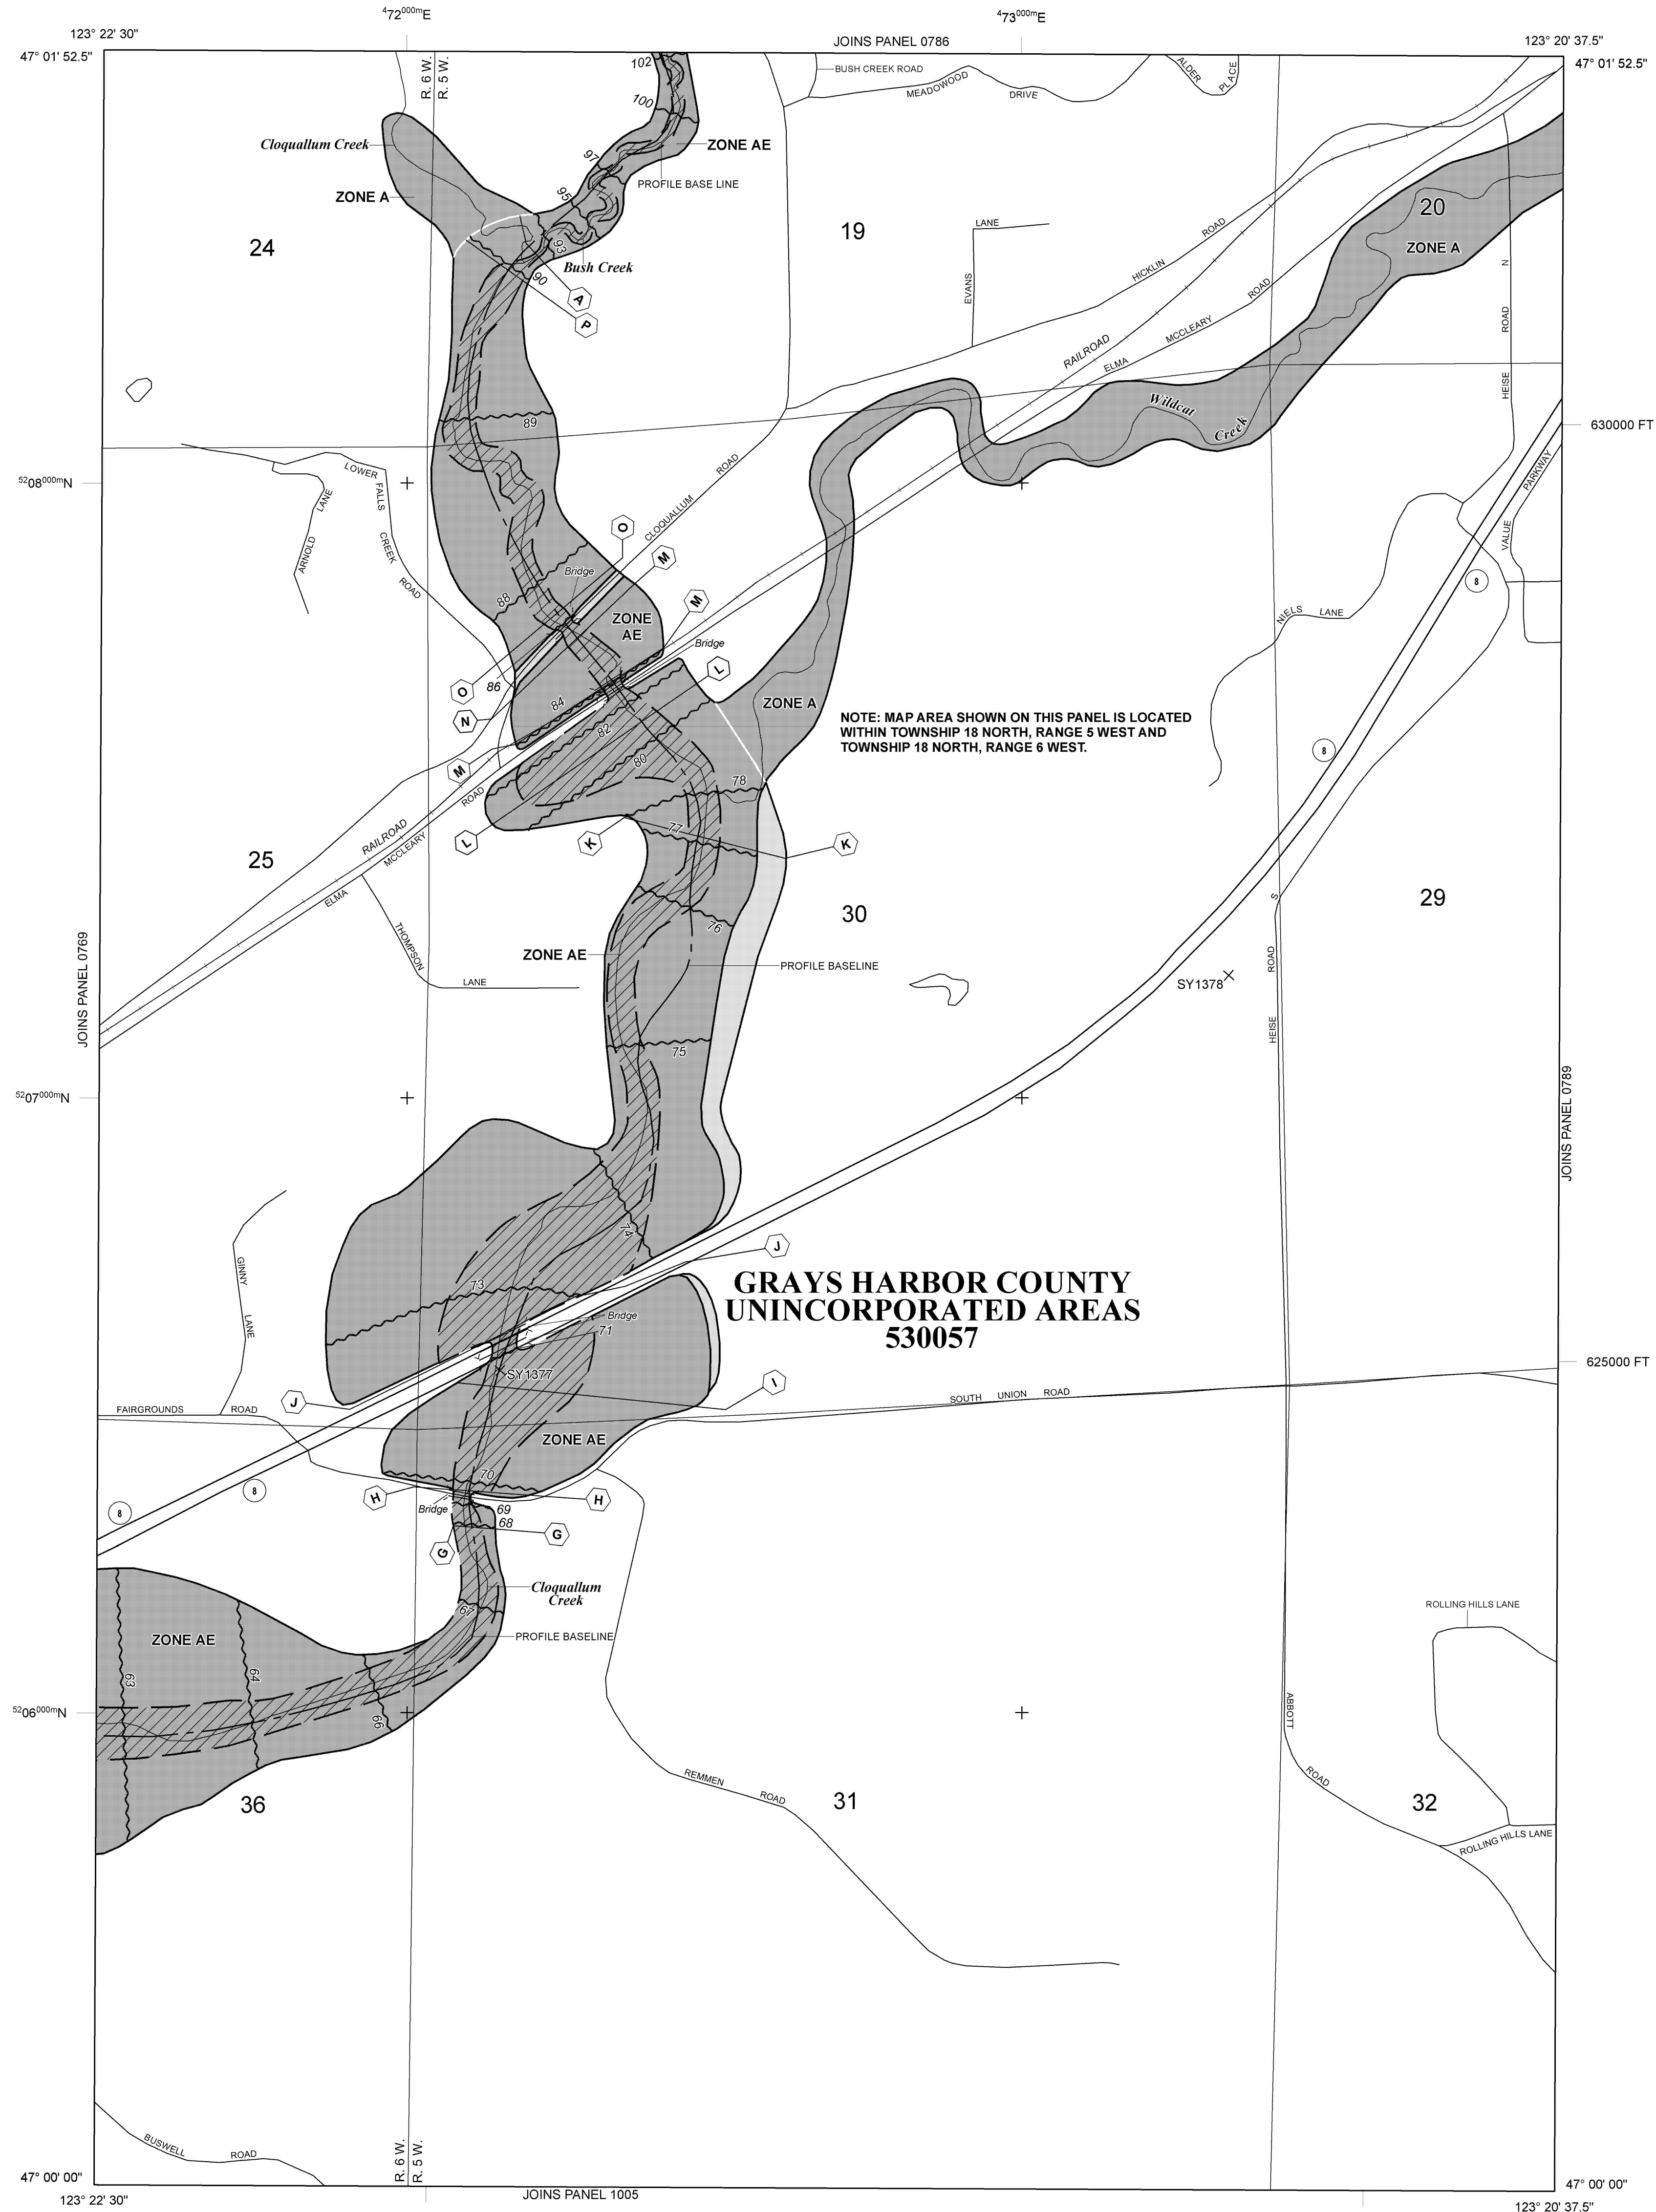 472000mE
473000mE
123° 22' 30"
JOINS PANEL 0786
123° 20' 37.5"
47° 01' 52.5"
47° 01' 52.5"
R. 6 W.
R. 5 W.
102
BUSH CREEK ROAD
MEADOWOOD
DRIVE
ALDER
PLACE
100
Cloquallum Creek
ZONE AE
97
PROFILE BASE LINE
95
ZONE A
20
ZONE A
24
19
93
Bush Creek
90
A
P
LANE
EVANS
HICKLIN
ROAD
N
ROAD
HEISE
RAILROAD
ELMA
MCCLEARY
ROAD
Wildcat
Creek
89
630000 FT
PARKWAY
VALUE
LOWER
FALLS
CREEK
ROAD
LANE
ARNOLD
5208000mN
CLOQUALLUM
ROAD
O
M
Bridge
88
ZONE
AE
M
Bridge
L
8
NIELS
LANE
O
86
N
84
82
80
M
ROAD
ZONE A
NOTE: MAP AREA SHOWN ON THIS PANEL IS LOCATED
WITHIN TOWNSHIP 18 NORTH, RANGE 5 WEST AND
TOWNSHIP 18 NORTH, RANGE 6 WEST.
8
78
77
L
K
K
RAILROAD
MCCLEARY
ELMA
25
30
29
S
ROAD
HEISE
76
THOMPSON
LANE
ZONE AE
PROFILE BASELINE
SY1378
JOINS PANEL 0769
75
5207000mN
JOINS PANEL 0789
74
J
73
GINNY
LANE
GRAYS HARBOR COUNTY
UNINCORPORATED AREAS
530057
Bridge
71
SY1377
625000 FT
J
I
FAIRGROUNDS
ROAD
SOUTH
UNION
ROAD
ZONE AE
70
8
8
H
H
Bridge
69
68
G
G
Cloquallum
Creek
67
PROFILE BASELINE
ROLLING HILLS LANE
ZONE AE
63
64
66
5206000mN
ABBOTT
ROAD
REMMEN
ROAD
36
31
32
ROLLING HILLS LANE
BUSWELL
ROAD
R. 6 W.
R. 5 W.
47° 00' 00"
47° 00' 00"
123° 22' 30"
JOINS PANEL 1005
123° 20' 37.5"